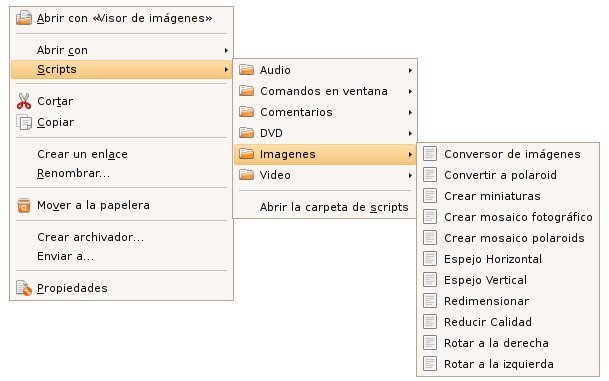 Abrir con «Visor de imágenes»
Abrir con
Scripts
Cortar
Copiar
Crear un enlace
Renombrar...
Mover a la papelera
Crear archivador...
Enviar a...
Propiedades
Audio
Comandos en ventana
Comentarios
DVD
Imagenes
Video
Abrir la carpeta de scripts
Conversor de imágenes
Convertir a polaroid
Crear miniaturas
Crear mosaico fotográfico
Crear mosaico polaroids
Espejo Horizontal
Espejo Vertical
Redimensionar
Reducir Calidad
Rotar a la derecha
Rotar a la izquierda